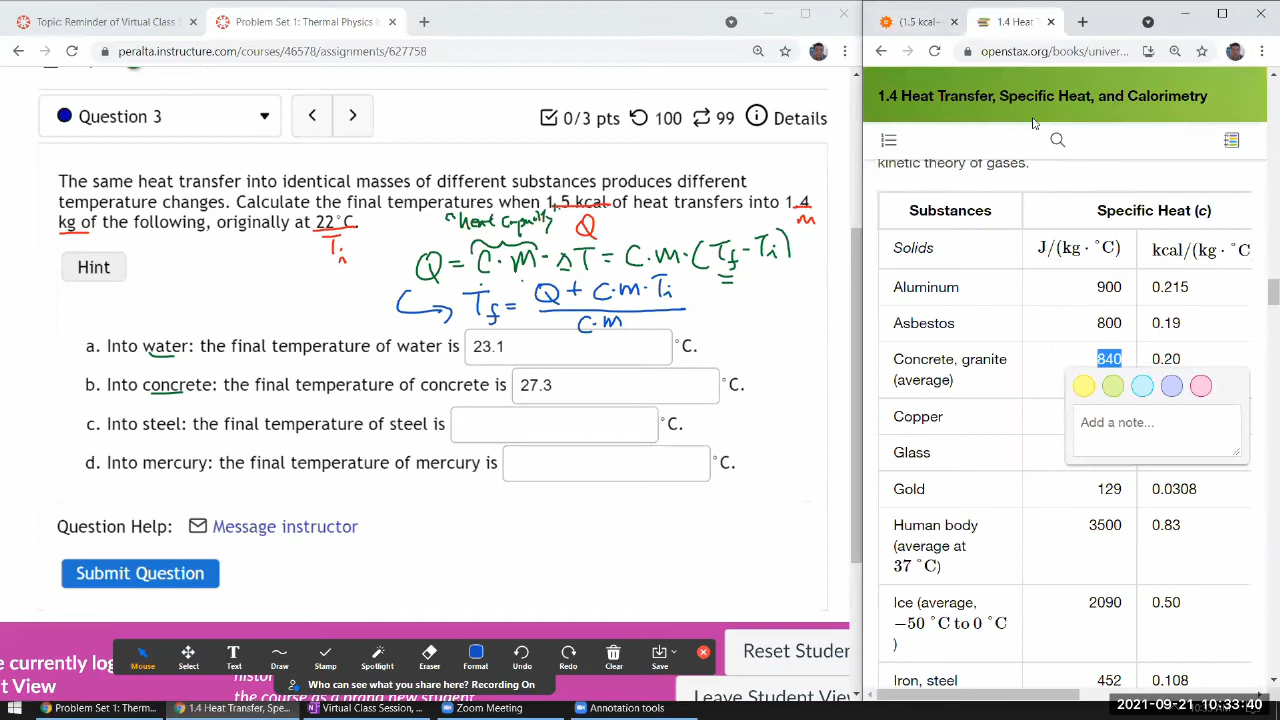 Topic: Reminder of Virtual Class
Problem Set 1: Thermal Physics I
peralta.instructure.com/courses/46578/assignments/627758
Question 3
0/3 pts 100 99 Details
The same heat transfer into identical masses of different substances produces different
temperature changes. Calculate the final temperatures when 1.5 kcal of heat transfers into 1.4
kg of the following, originally at 22°C.
"heat capacity"
Q
m
Ti
Hint
Q = C·m·ΔT = C·m·(Tf-Ti)
Tf = Q + C·m·Ti
C·m
a. Into water: the final temperature of water is 23.1 °C.
b. Into concrete: the final temperature of concrete is 27.3 °C.
c. Into steel: the final temperature of steel is °C.
d. Into mercury: the final temperature of mercury is °C.
Question Help: Message instructor
Submit Question
e currently log
t View
histori
the course as a brand new student
Reset Studen
Leave Student View
Mouse Select Text Draw Stamp Spotlight Eraser Format Undo Redo Clear Save
Who can see what you share here? Recording On
(1.5 kcal+
1.4 Heat T
openstax.org/books/univer...
1.4 Heat Transfer, Specific Heat, and Calorimetry
kinetic theory of gases.
Substances Specific Heat (c)
Solids J/(kg · °C) kcal/(kg · °C
Aluminum 900 0.215
Asbestos 800 0.19
Concrete, granite 840 0.20
(average)
Copper
Glass
Add a note...
Gold 129 0.0308
Human body 3500 0.83
(average at
37 °C)
Ice (average, 2090 0.50
−50 °C to 0 °C
)
Iron, steel 452 0.108
Problem Set 1: Therm...
1.4 Heat Transfer, Spe...
Virtual Class Session, ...
Zoom Meeting
Annotation tools
2021-09-21 10:33:40